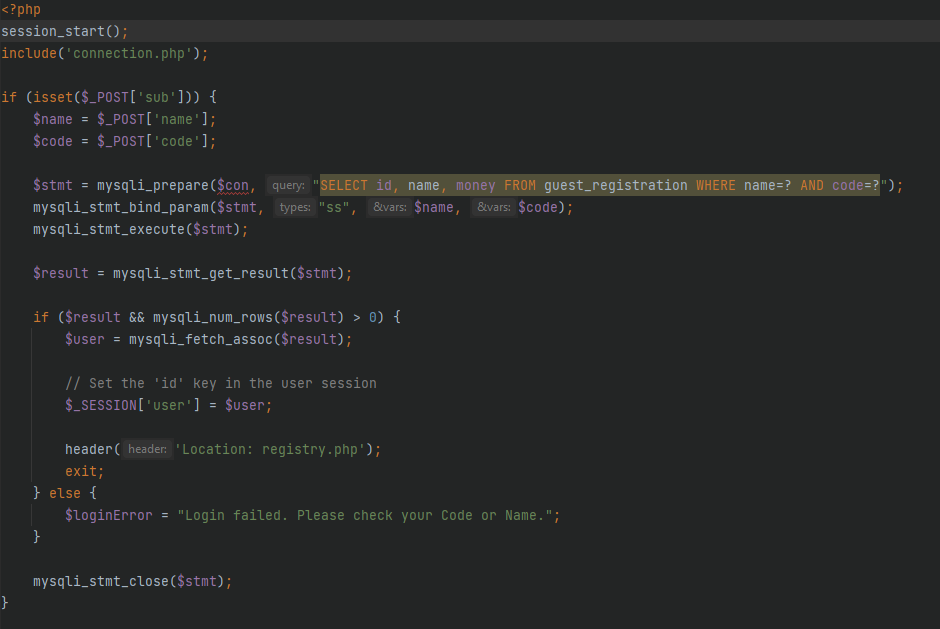 <?php
session_start();
include('connection.php');
if (isset($_POST['sub'])) {
    $name = $_POST['name'];
    $code = $_POST['code'];
    $stmt = mysqli_prepare($con, query: "SELECT id, name, money FROM guest_registration WHERE name=? AND code=?");
    mysqli_stmt_bind_param($stmt, types: "ss", &vars: $name, &vars: $code);
    mysqli_stmt_execute($stmt);
    $result = mysqli_stmt_get_result($stmt);
    if ($result && mysqli_num_rows($result) > 0) {
        $user = mysqli_fetch_assoc($result);
        // Set the 'id' key in the user session
        $_SESSION['user'] = $user;
        header( header: 'Location: registry.php');
        exit;
    } else {
        $loginError = "Login failed. Please check your Code or Name.";
    }
    mysqli_stmt_close($stmt);
}